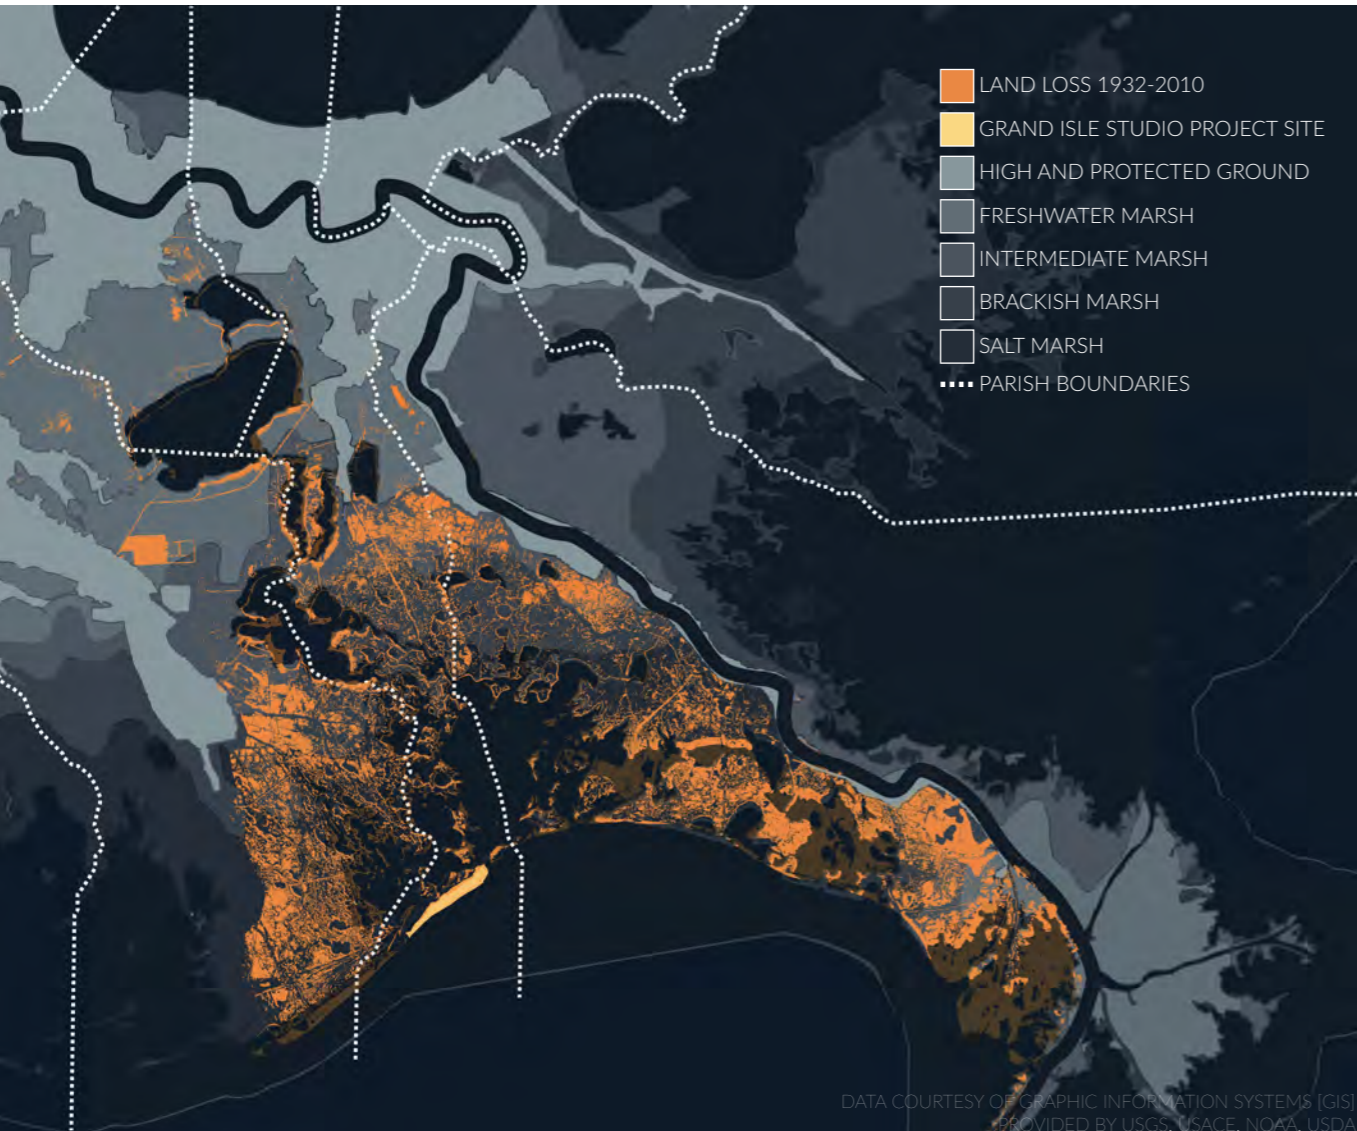 LAND LOSS 1932-2010
GRAND ISLE STUDIO PROJECT SITE
HIGH AND PROTECTED GROUND
FRESHWATER MARSH
INTERMEDIATE MARSH
BRACKISH MARSH
SALT MARSH
PARISH BOUNDARIES
DATA COURTESY OF GRAPHIC INFORMATION SYSTEMS [GIS]
PROVIDED BY USGS, USACE, NOAA, USDA